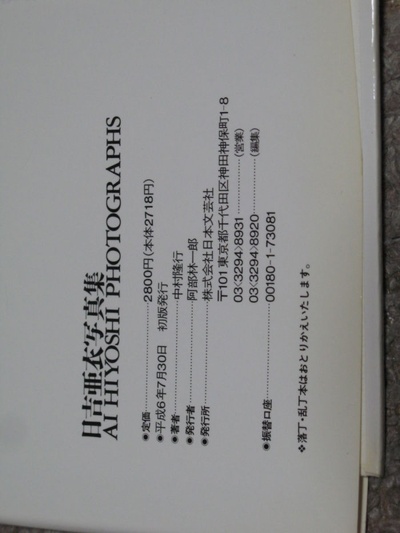 日吉亜衣写真集
AI HIYOSHI PHOTOGRAPHS
●定価……………2800円(本体2718円)
●平成6年7月30日 初版発行
●著者……………中村隆行
●発行者……………阿部林一郎
●発行所……………株式会社日本文芸社
〒101東京都千代田区神田神保町1-8
03<3294>8931……………(営業)
03<3294>8920……………(編集)
●振替口座……………00180-1-73081
❖落丁・乱丁本はおとりかえいたします。